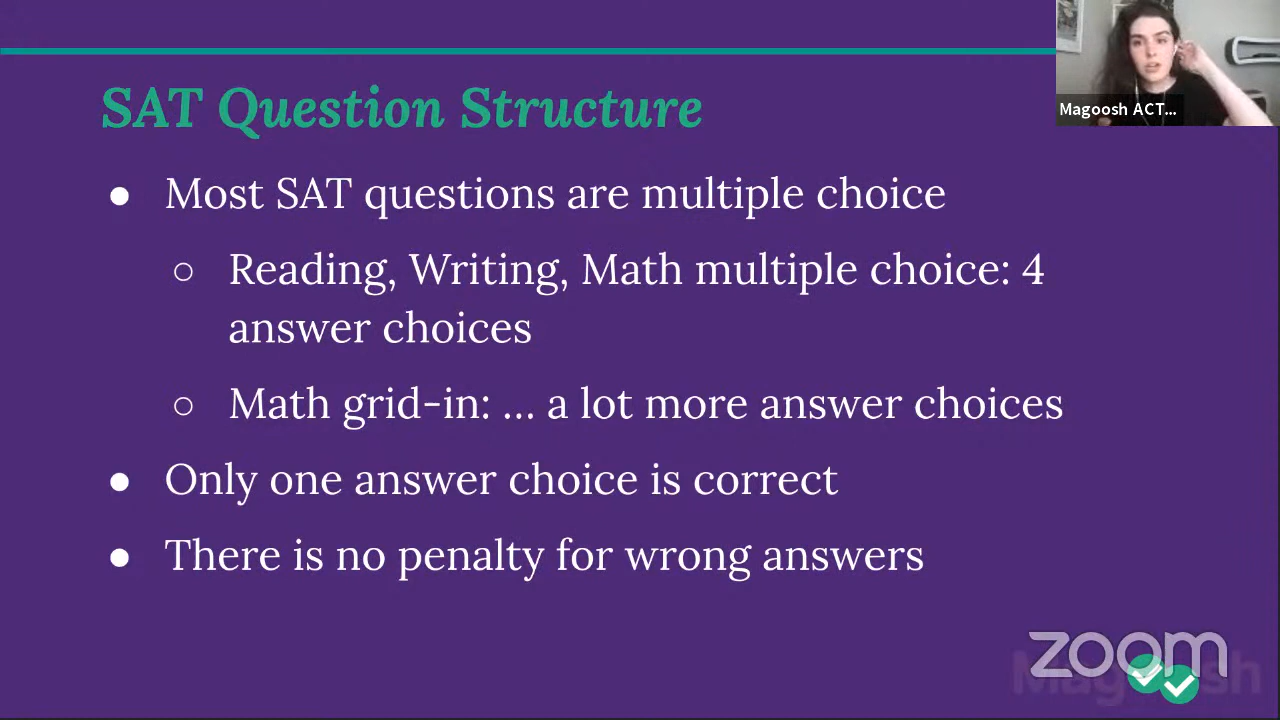 SAT Question Structure
Magoosh ACT...
● Most SAT questions are multiple choice
○ Reading, Writing, Math multiple choice: 4
answer choices
○ Math grid-in: … a lot more answer choices
● Only one answer choice is correct
● There is no penalty for wrong answers
zoom
Magoosh